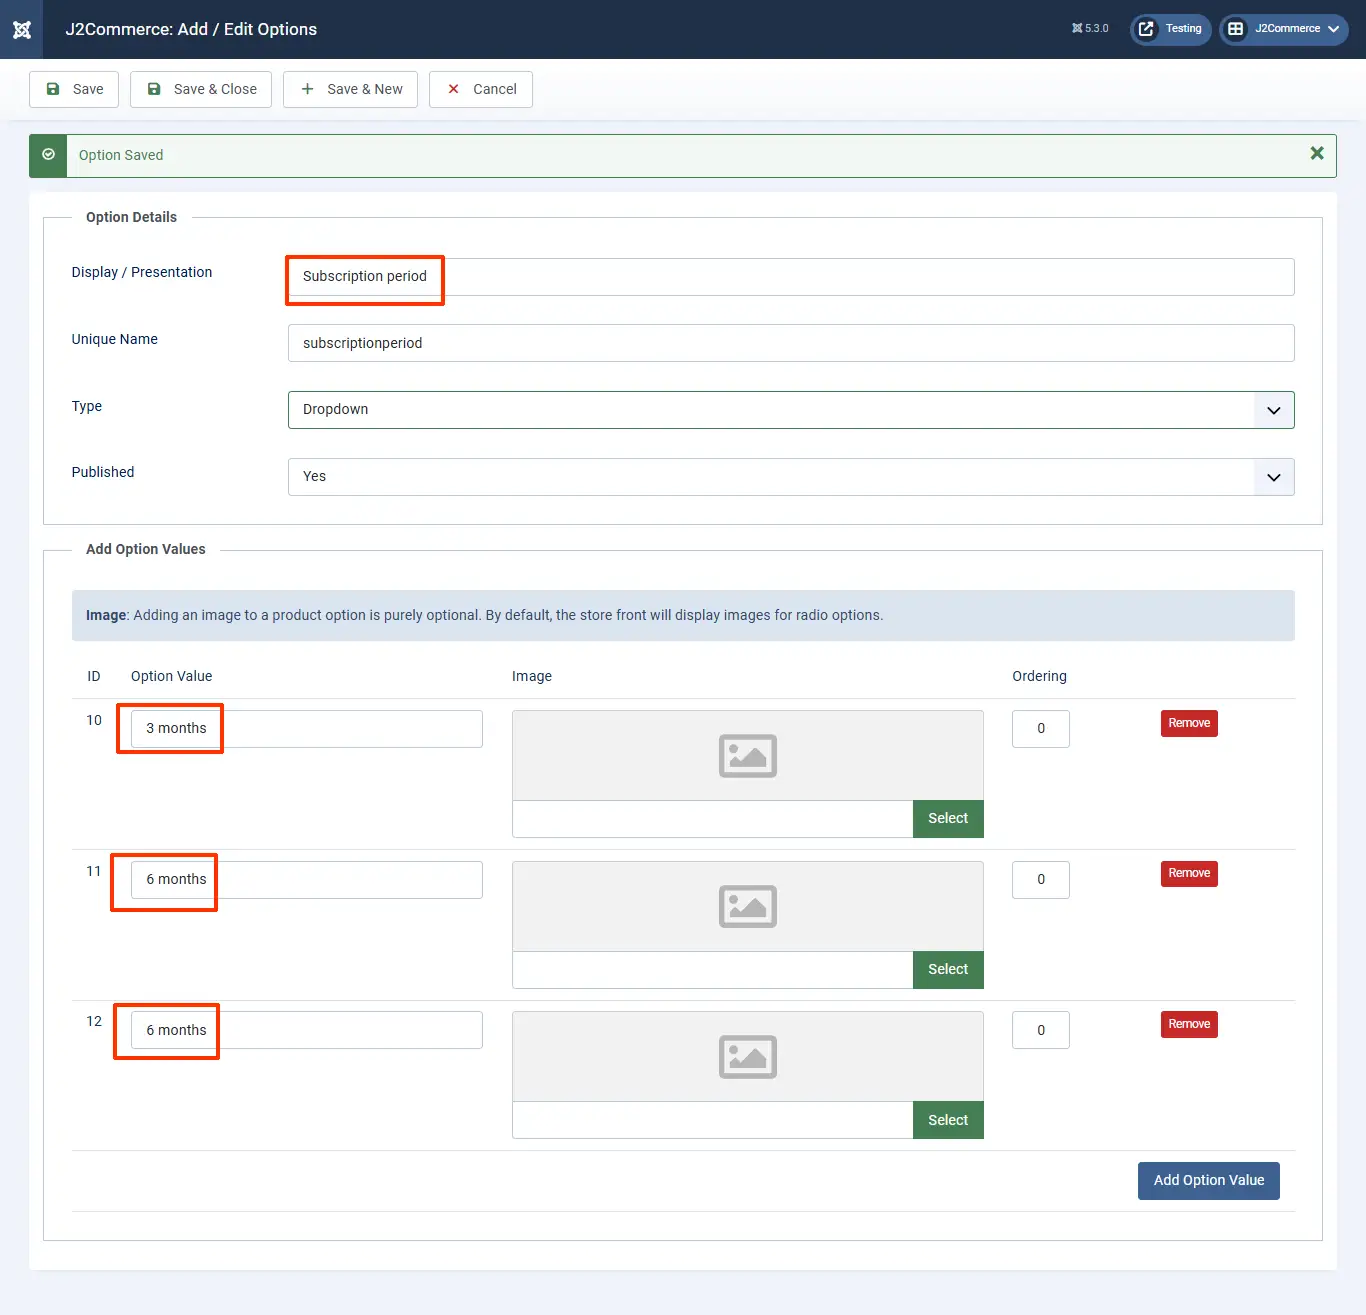 J2Commerce: Add / Edit Options
5.3.0
Testing
J2Commerce
Save
Save & Close
Save & New
Cancel
Option Saved
Option Details
Display / Presentation
Subscription period
Unique Name
subscriptionperiod
Type
Dropdown
Published
Yes
Add Option Values
Image: Adding an image to a product option is purely optional. By default, the store front will display images for radio options.
ID Option Value Image Ordering
10 3 months 0 Remove
Select
11 6 months 0 Remove
Select
12 6 months 0 Remove
Select
Add Option Value